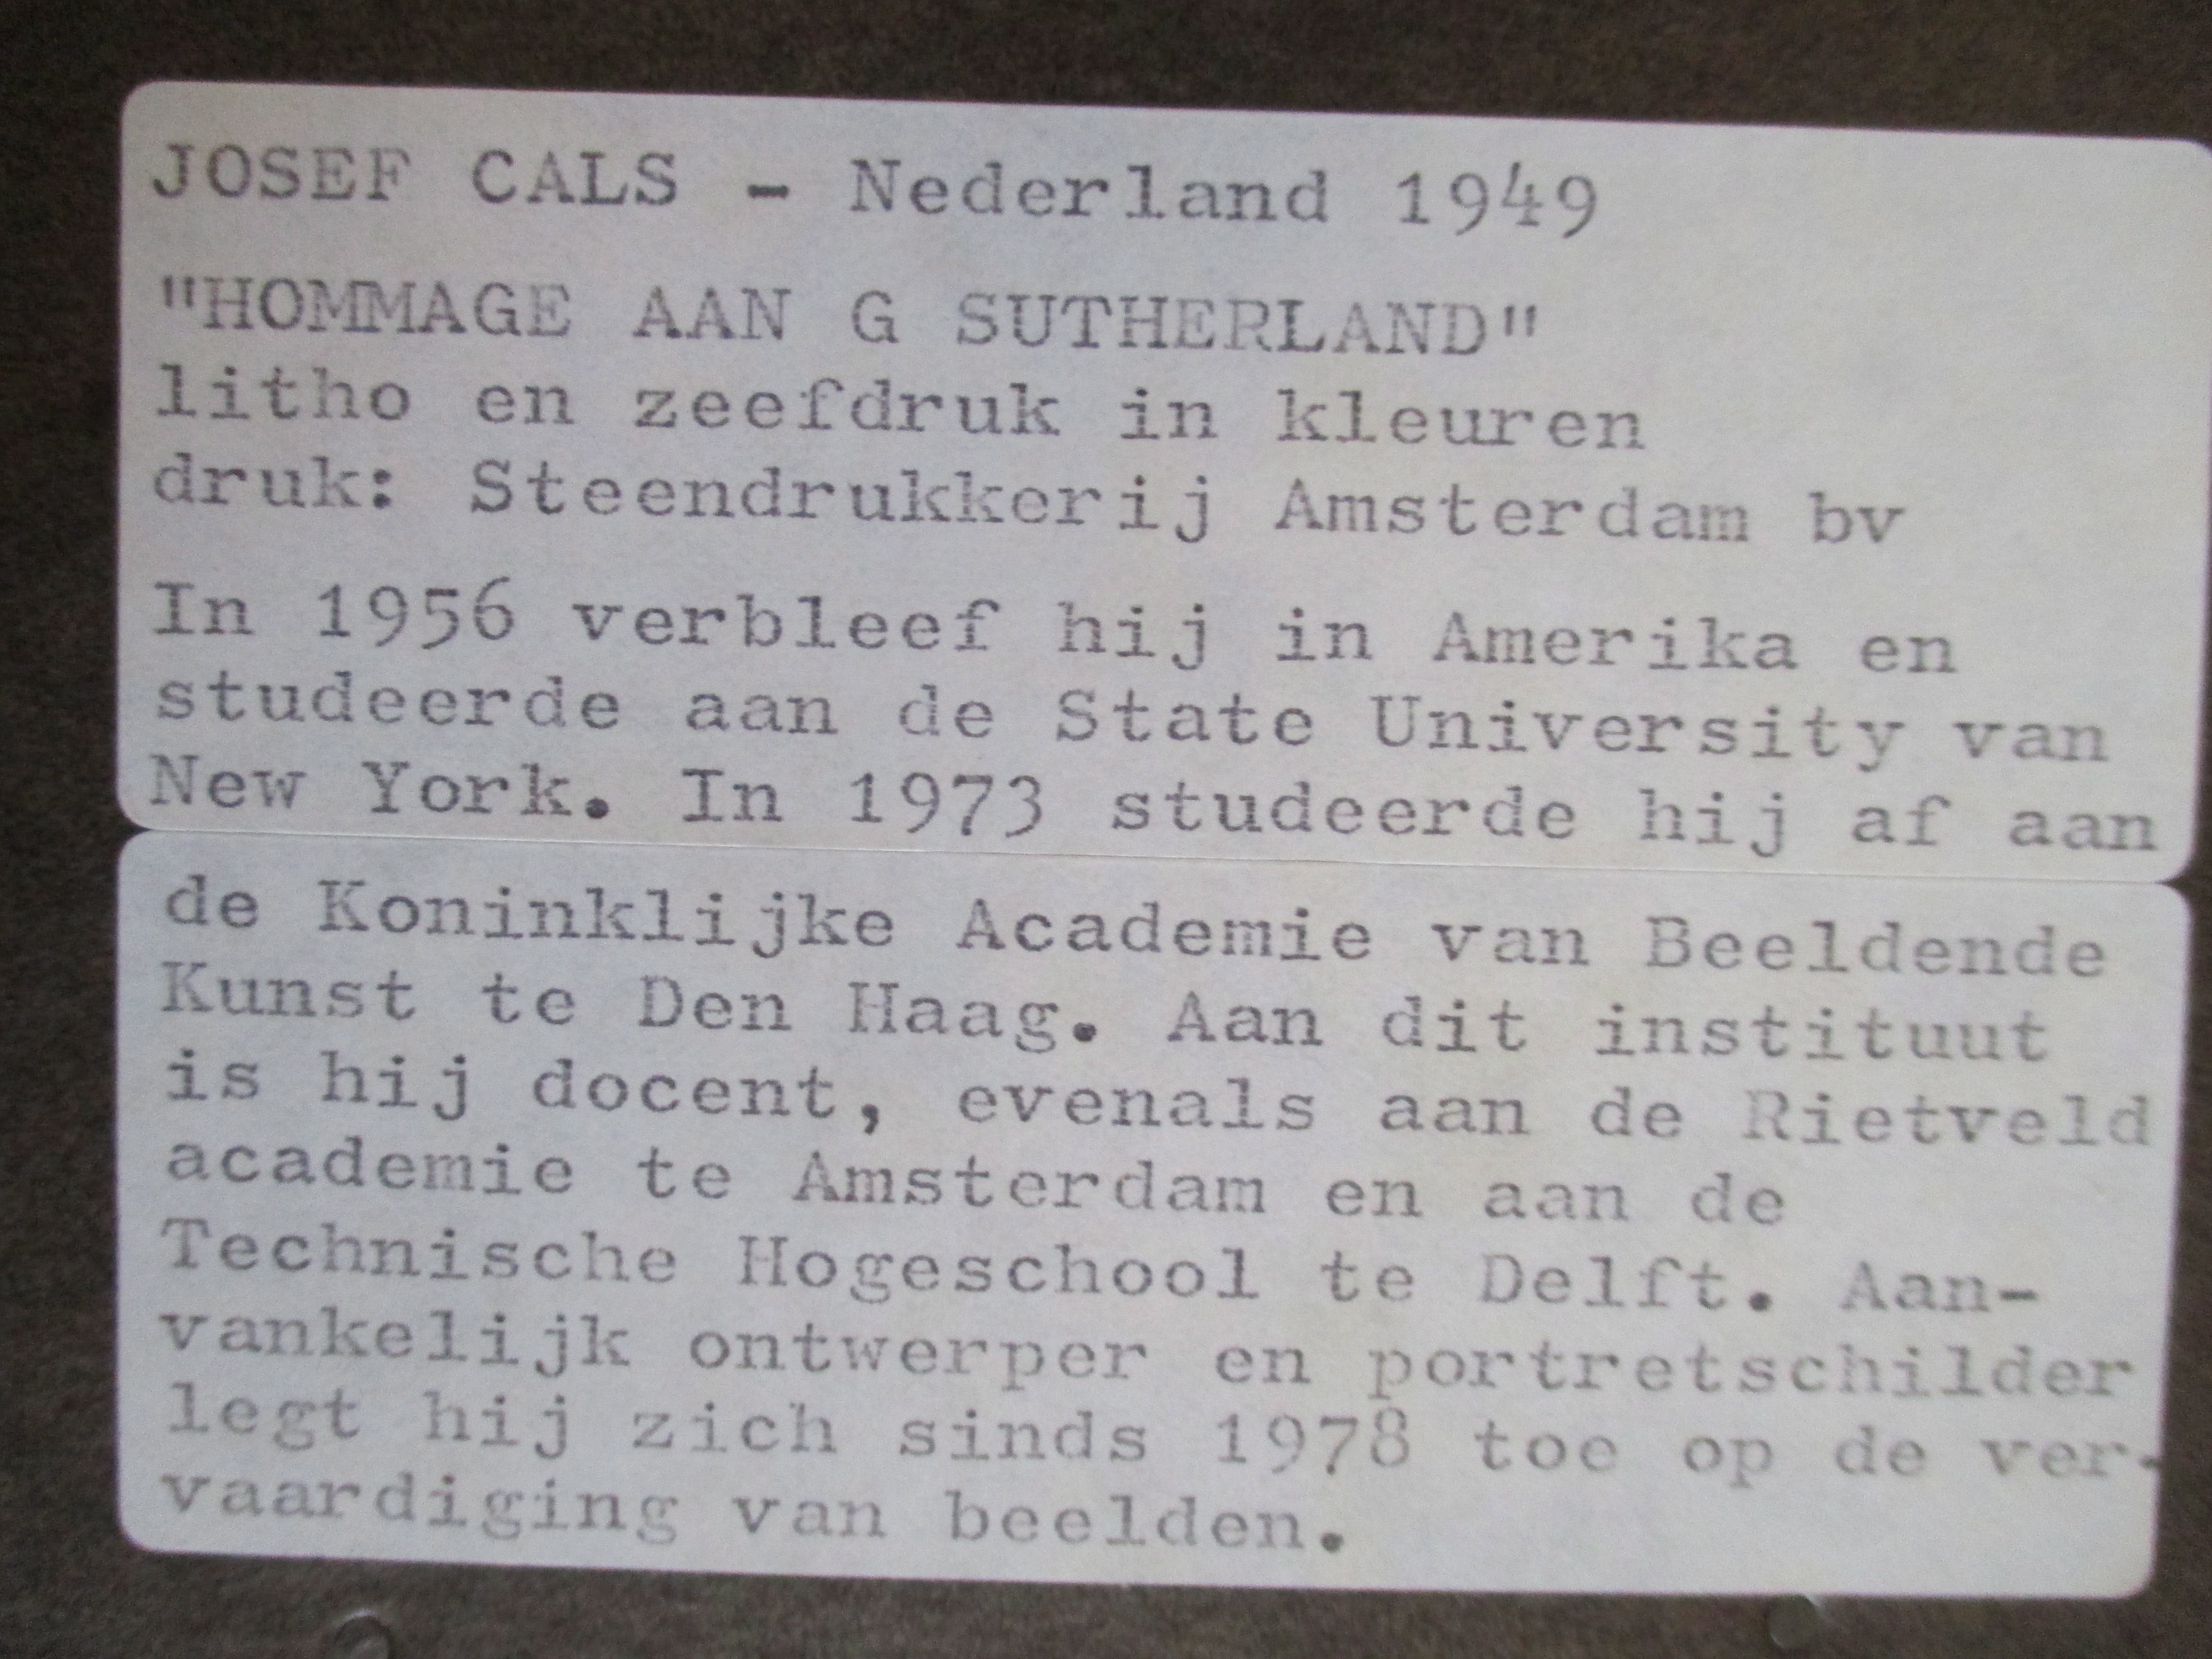 JOSEF CALS - Nederland 1949
"HOMMAGE AAN G SUTHERLAND"
litho en zeefdruk in kleuren
druk: Steendrukkerij Amsterdam bv
In 1956 verbleef hij in Amerika en
studeerde aan de State University van
New York. In 1973 studeerde hij af aan
de Koninklijke Academie van Beeldende
Kunst te Den Haag. Aan dit instituut
is hij docent, evenals aan de Rietveld
academie te Amsterdam en aan de
Technische Hogeschool te Delft. Aan-
vankelijk ontwerper en portretschilder
legt hij zich sinds 1978 toe op de ver-
vaardiging van beelden.